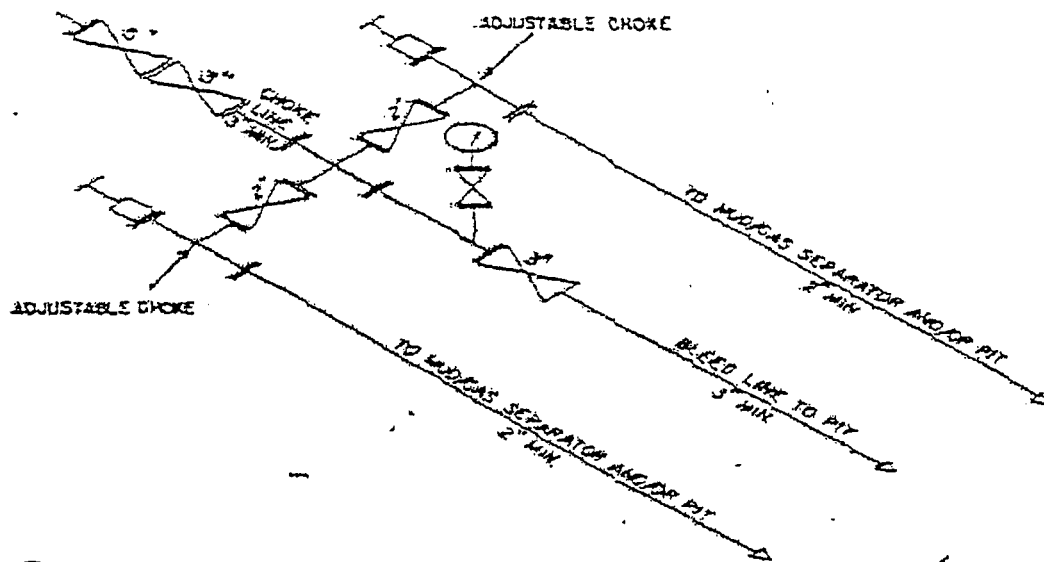 ADJUSTABLE CHOKE
3"
CHOKE
LINE
3" MIN.
2"
2"
3"
ADJUSTABLE CHOKE
TO MUD/GAS SEPARATOR AND/OR PIT
2" MIN
BLEED LINE TO PIT
3" MIN.
TO MUD/GAS SEPARATOR AND/OR PIT
2" MIN.